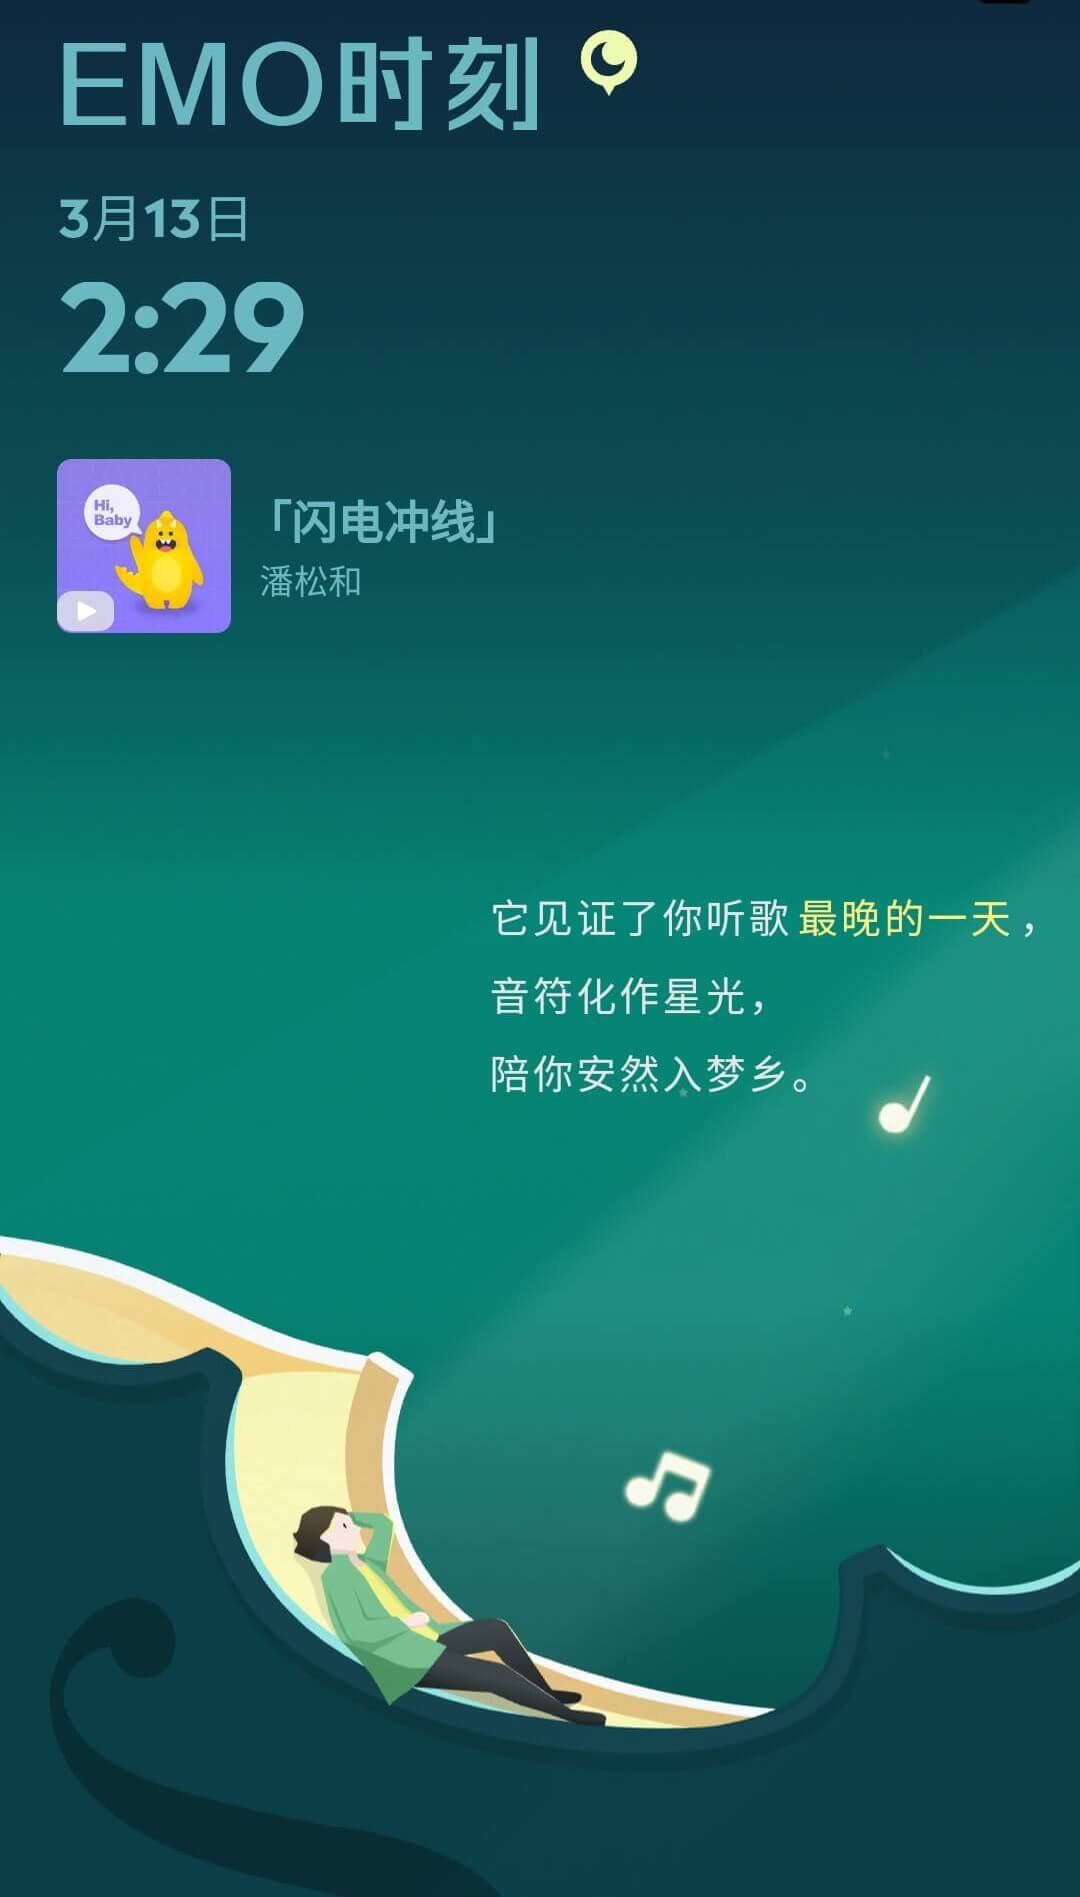 EMO时刻
3月13日
2:29
Hi,
Baby
「闪电冲线」
潘松和
它见证了你听歌最晚的一天，
音符化作星光，
陪你安然入梦乡。